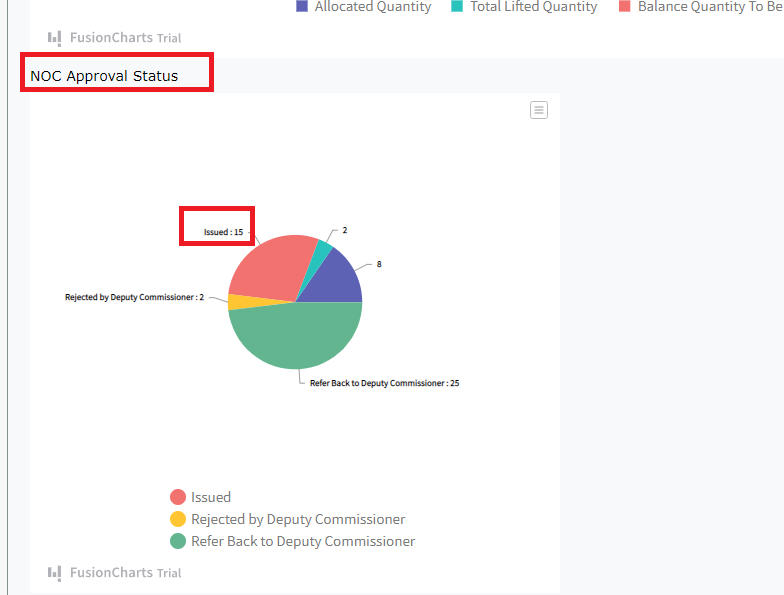 Allocated Quantity Total Lifted Quantity Balance Quantity To Be
FusionCharts Trial
NOC Approval Status
Issued : 15
2
8
Rejected by Deputy Commissioner : 2
Refer Back to Deputy Commissioner : 25
Issued
Rejected by Deputy Commissioner
Refer Back to Deputy Commissioner
FusionCharts Trial